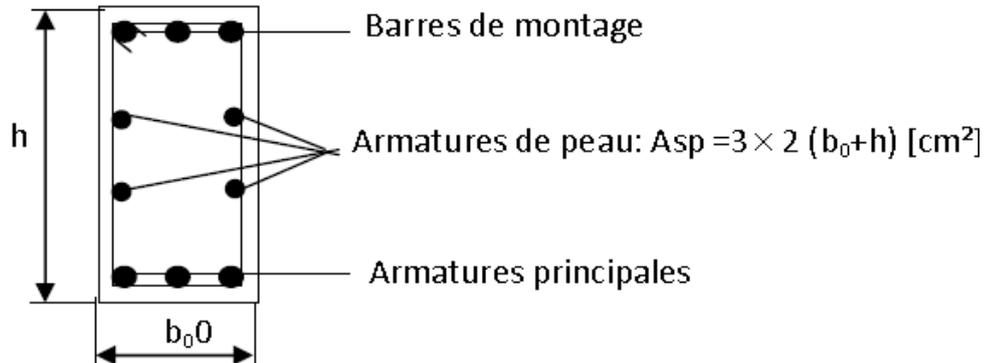 Barres de montage
h
Armatures de peau: Asp =3 × 2 (b₀+h) [cm²]
Armatures principales
b₀0